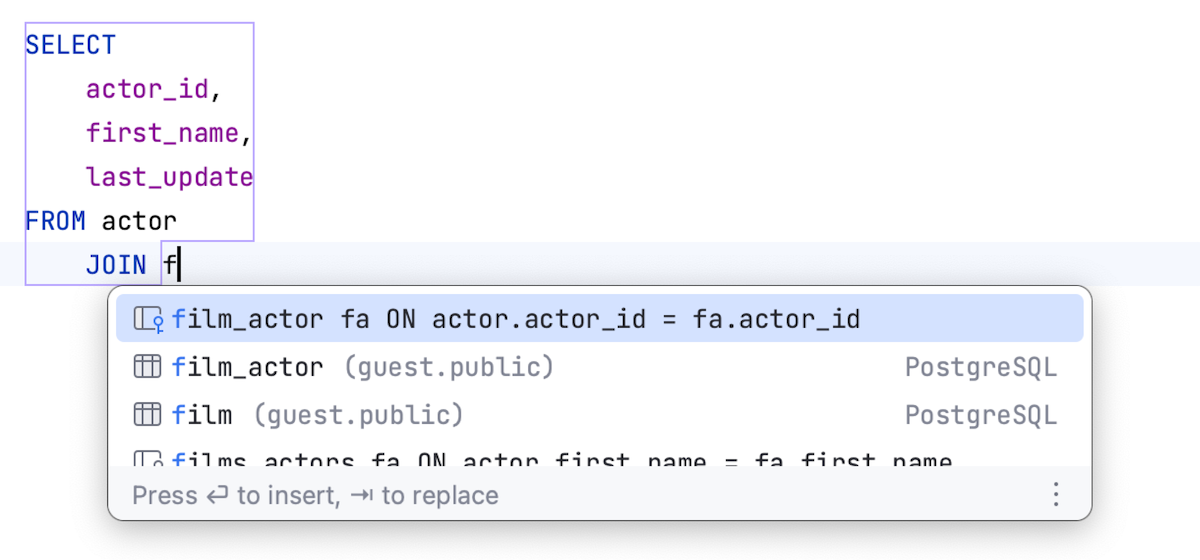 SELECT
actor_id,
first_name,
last_update
FROM actor
JOIN f
film_actor fa ON actor.actor_id = fa.actor_id
film_actor (guest.public) PostgreSQL
film (guest.public) PostgreSQL
films_actors fa ON actor.first_name = fa.first_name
Press ↩ to insert, ⇥ to replace